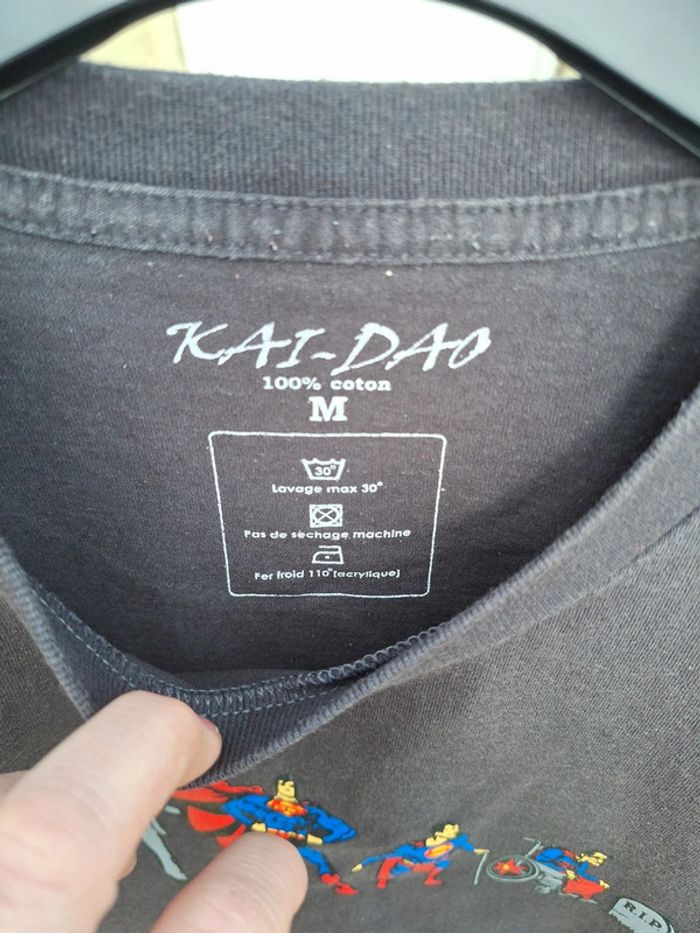 KAI-DAO
100% coton
M
30°
Lavage max 30°
Pas de séchage machine
Fer froid 110° [acrylique]
R.I.P.